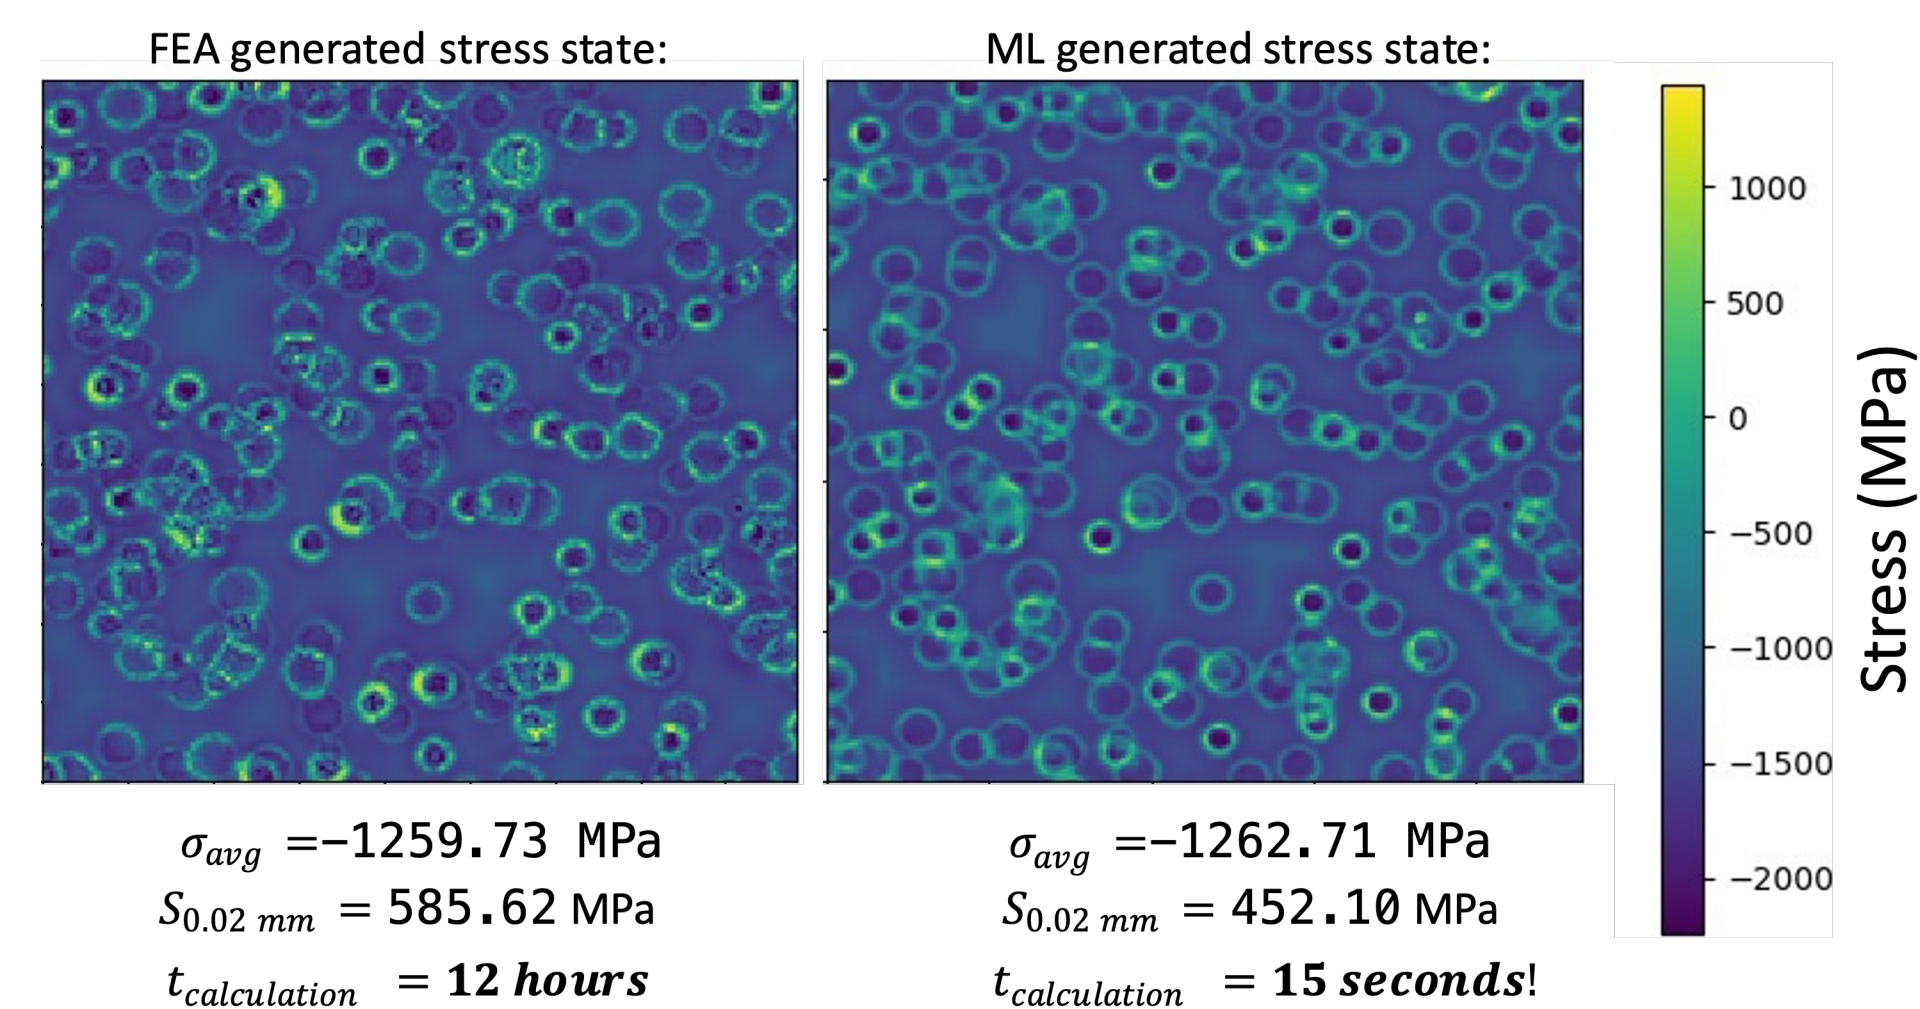 FEA generated stress state:
ML generated stress state:
1000
500
0
−500
−1000
−1500
−2000
Stress (MPa)
σavg =−1259.73 MPa
S0.02 mm = 585.62 MPa
tcalculation = 12 hours
σavg =−1262.71 MPa
S0.02 mm = 452.10 MPa
tcalculation = 15 seconds!